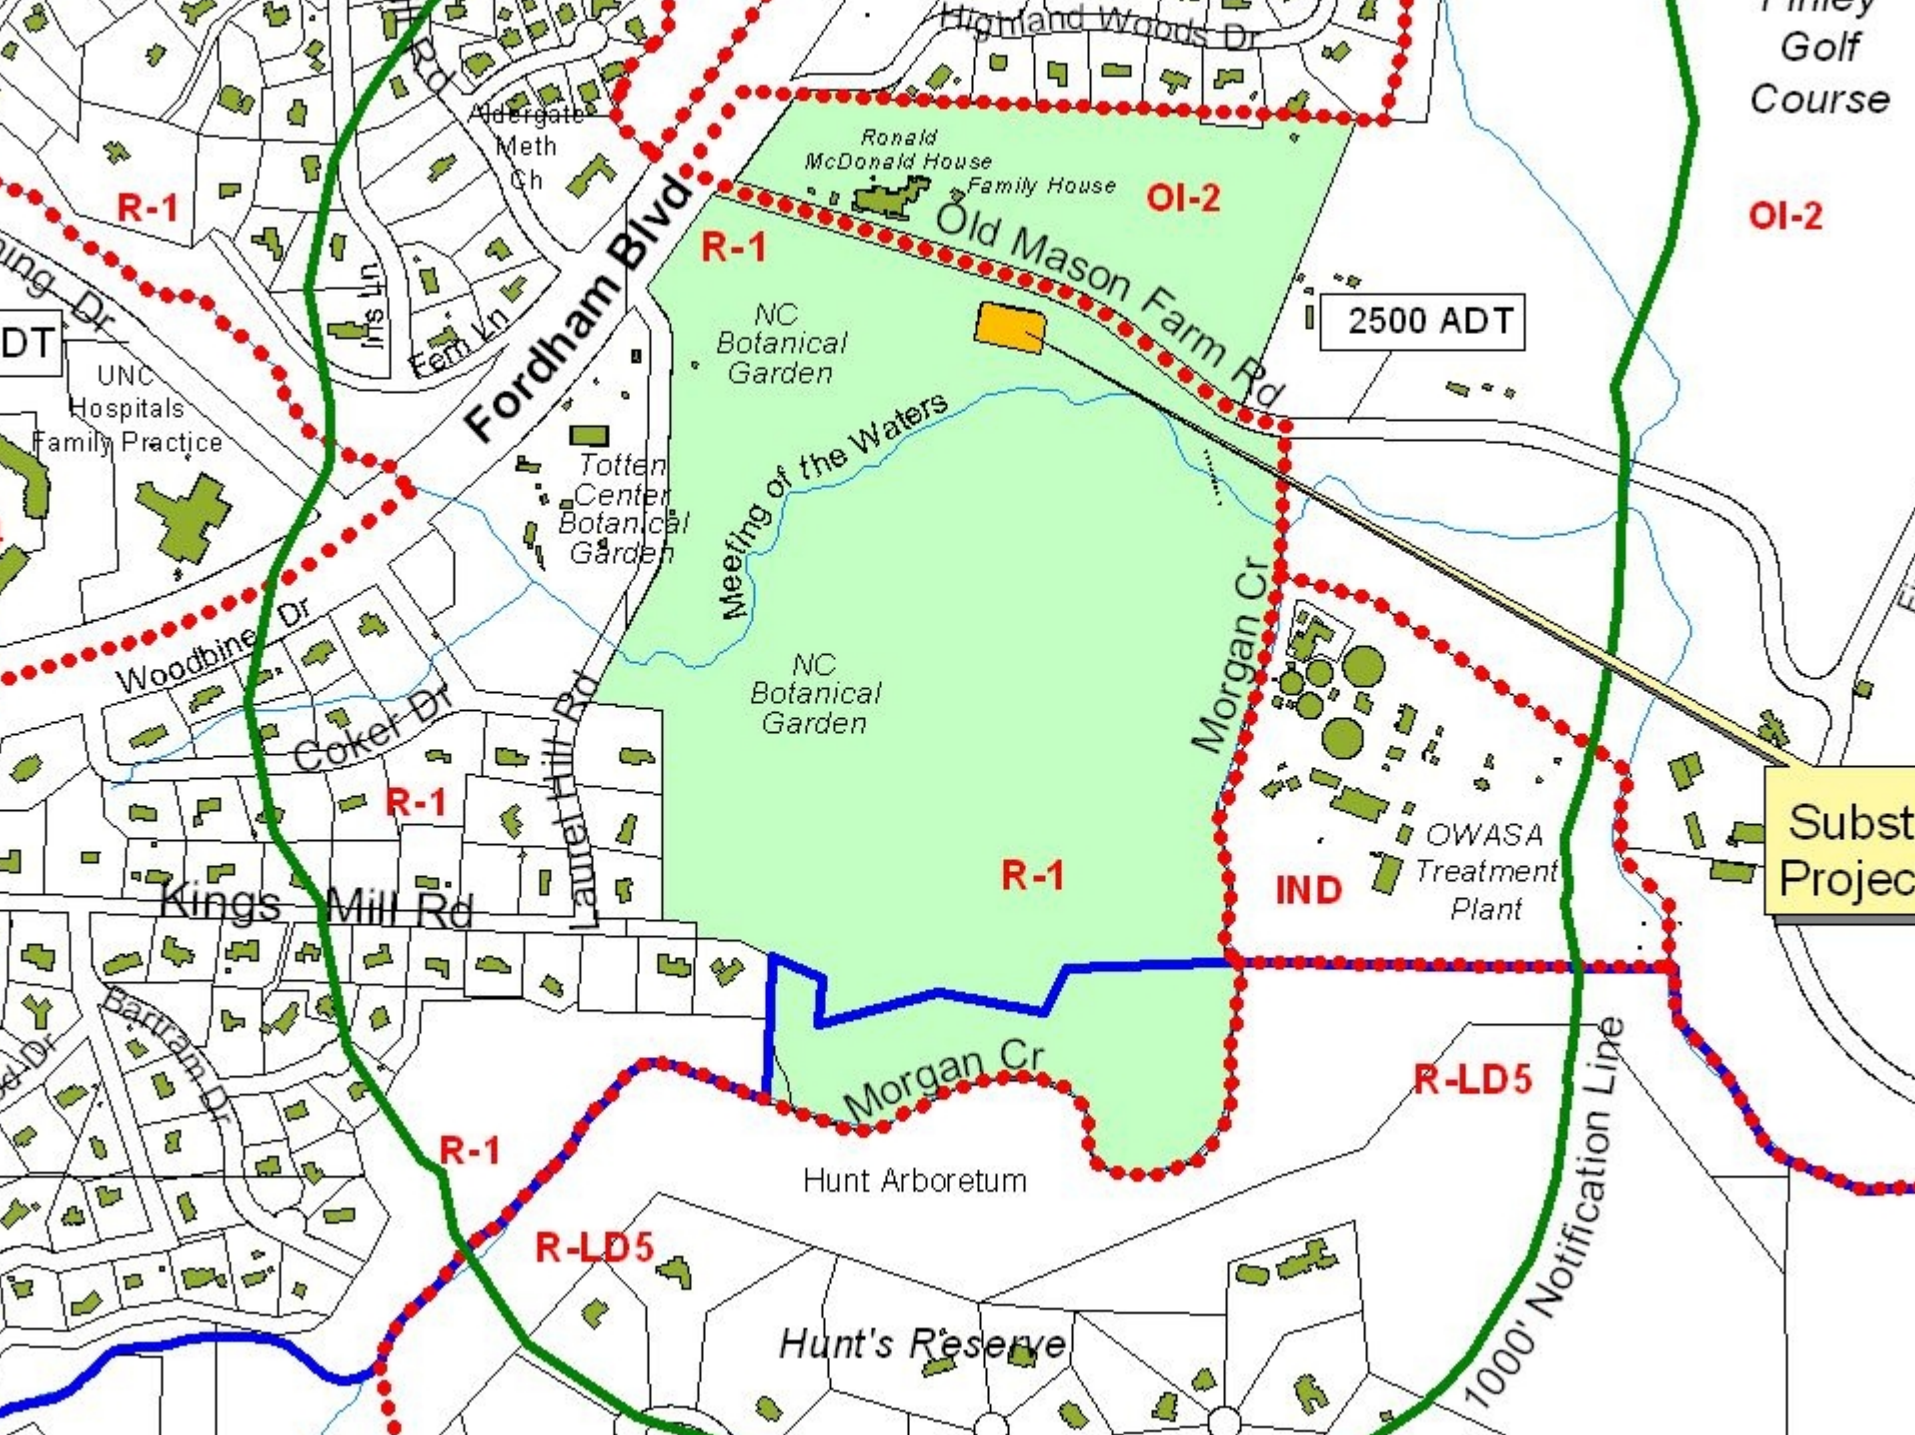 Highland Woods Dr
Finley
Golf
Course
Rd
Aldergate
Meth
Ch
Ronald
McDonald House
Family House
OI-2
R-1
OI-2
R-1
Old Mason Farm Rd
Fordham Blvd
Iris Ln
Fern Ln
NC
Botanical
Garden
2500 ADT
DT
UNC
Hospitals
Family Practice
Totten
Center
Botanical
Garden
Meeting of the Waters
Morgan Cr
Woodbine Dr
NC
Botanical
Garden
Coker Dr
Laurel Hill Rd
R-1
OWASA
Treatment
Plant
Subst
Projec
R-1
IND
Kings Mill Rd
Bartram Dr
Morgan Cr
R-LD5
R-1
Hunt Arboretum
R-LD5
1000' Notification Line
Hunt's Reserve